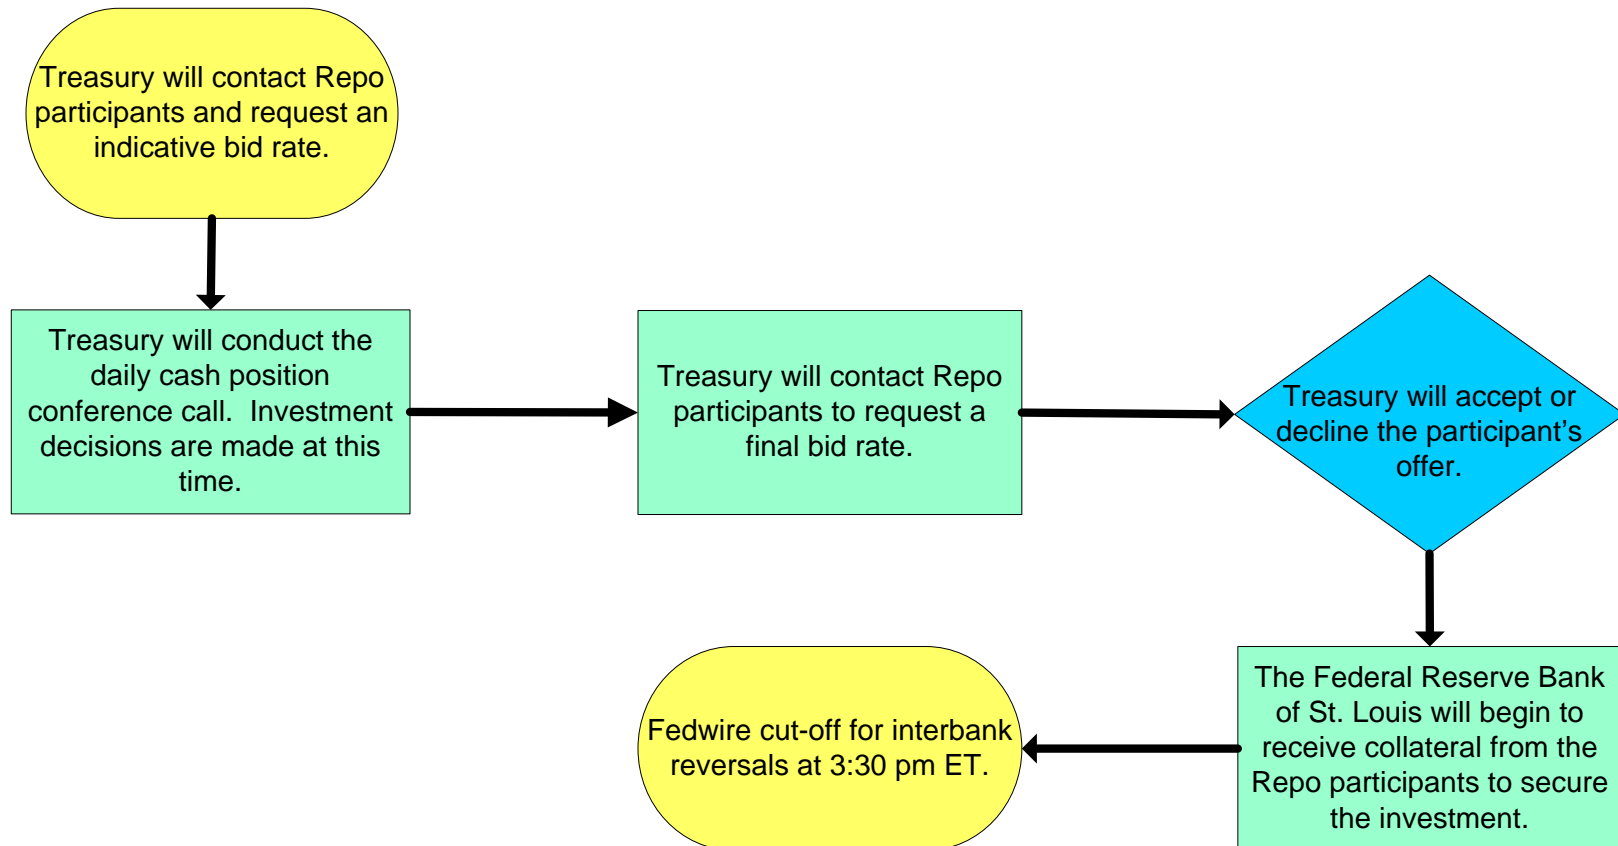 Treasury will contact Repo
participants and request an
indicative bid rate.
Treasury will conduct the
daily cash position
conference call.  Investment
decisions are made at this
time.
Treasury will contact Repo
participants to request a
final bid rate.
Treasury will accept or
decline the participant’s
offer.
The Federal Reserve Bank
of St. Louis will begin to
receive collateral from the
Repo participants to secure
the investment.
Fedwire cut-off for interbank
reversals at 3:30 pm ET.